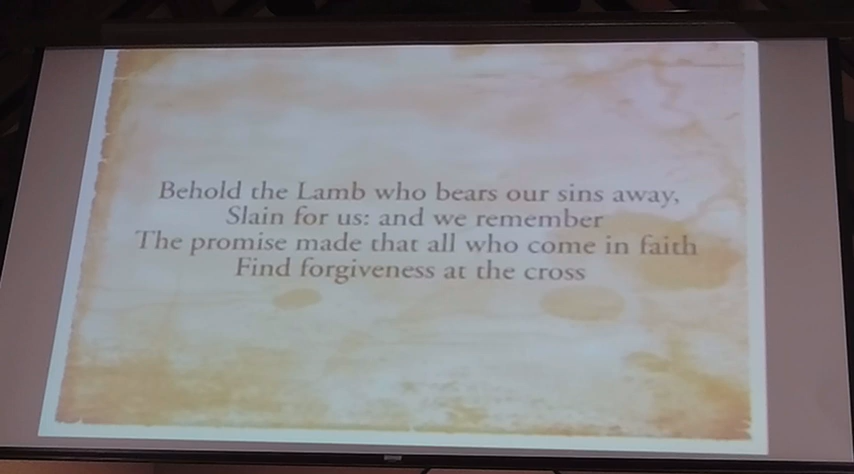 Behold the Lamb who bears our sins away,
Slain for us: and we remember
The promise made that all who come in faith
Find forgiveness at the cross